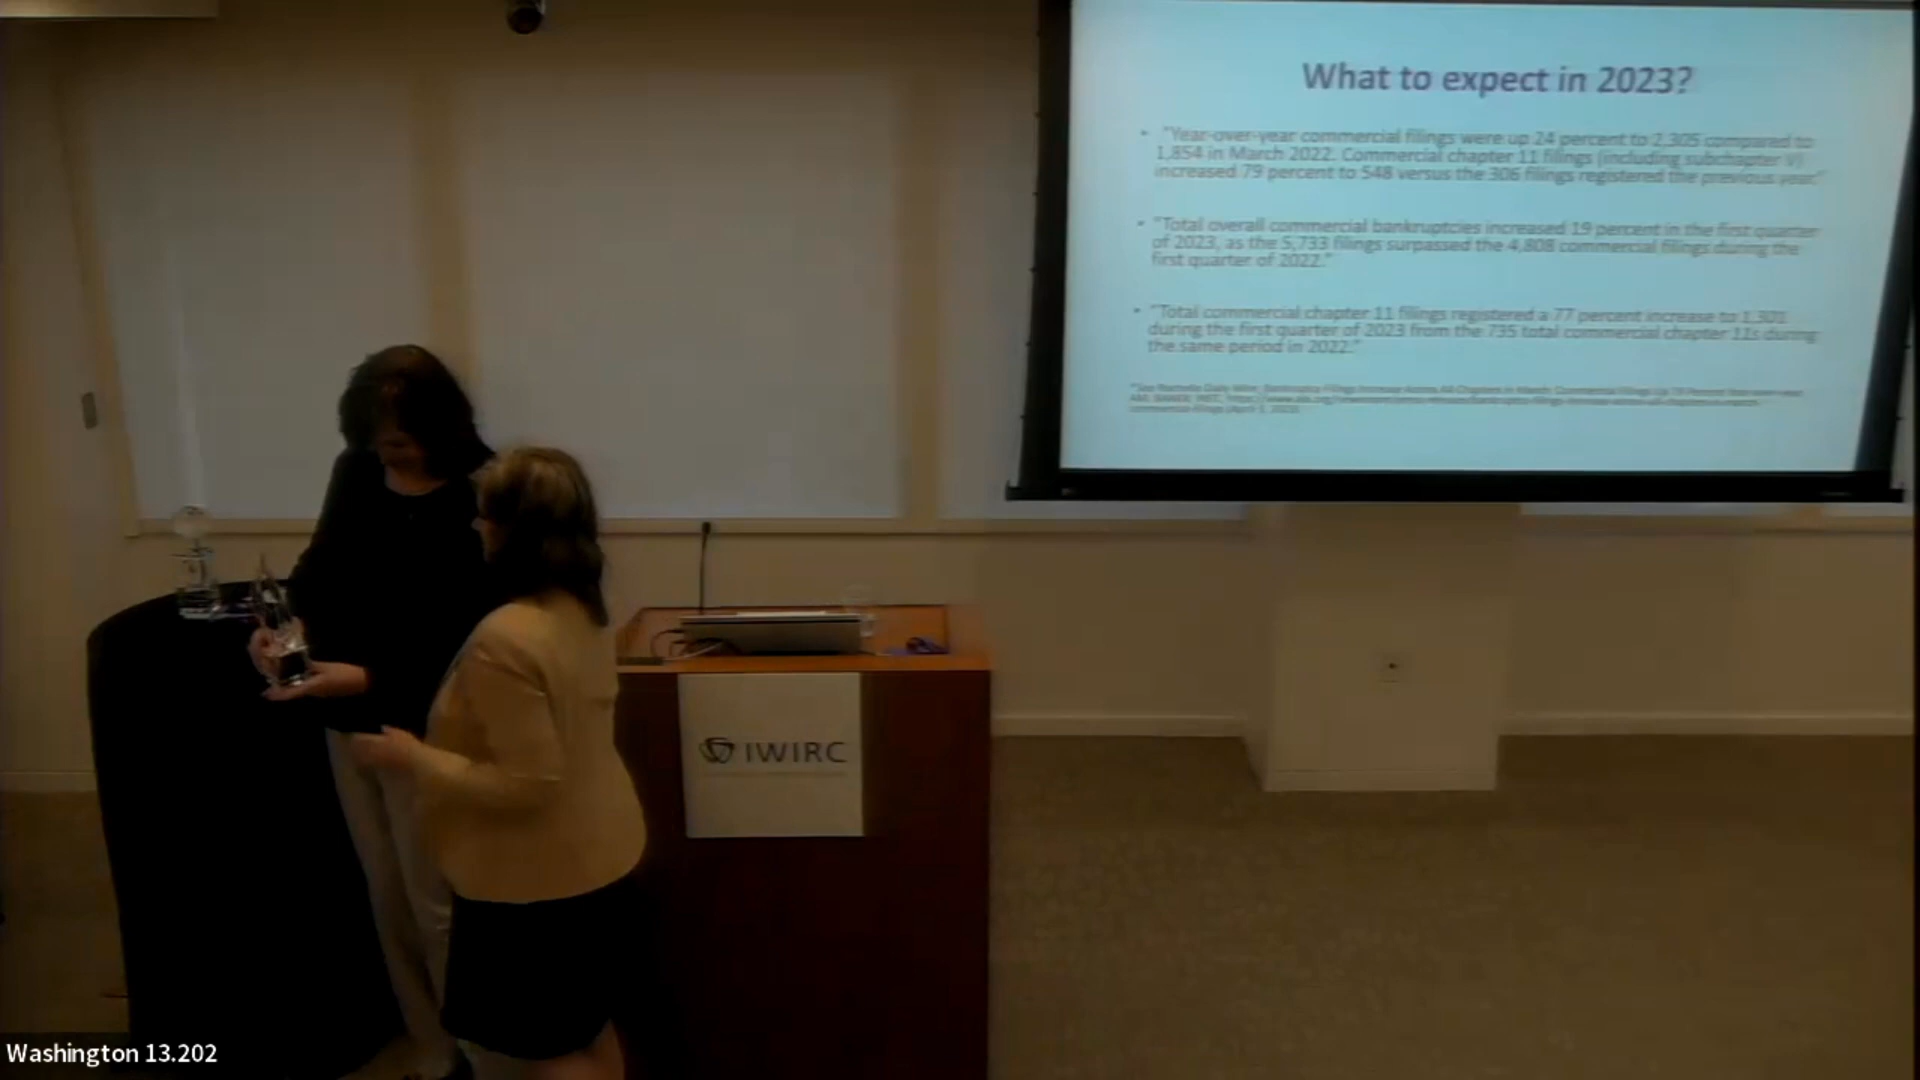 What to expect in 2023?
• "Year-over-year commercial filings were up 24 percent to 2,305 compared to
1,854 in March 2022. Commercial chapter 11 filings (including subchapter V)
increased 79 percent to 548 versus the 306 filings registered the previous year."
• "Total overall commercial bankruptcies increased 19 percent in the first quarter
of 2023, as the 5,733 filings surpassed the 4,808 commercial filings during the
first quarter of 2022."
• "Total commercial chapter 11 filings registered a 77 percent increase to 1,301
during the first quarter of 2023 from the 735 total commercial chapter 11s during
the same period in 2022."
IWIRC
Washington 13.202